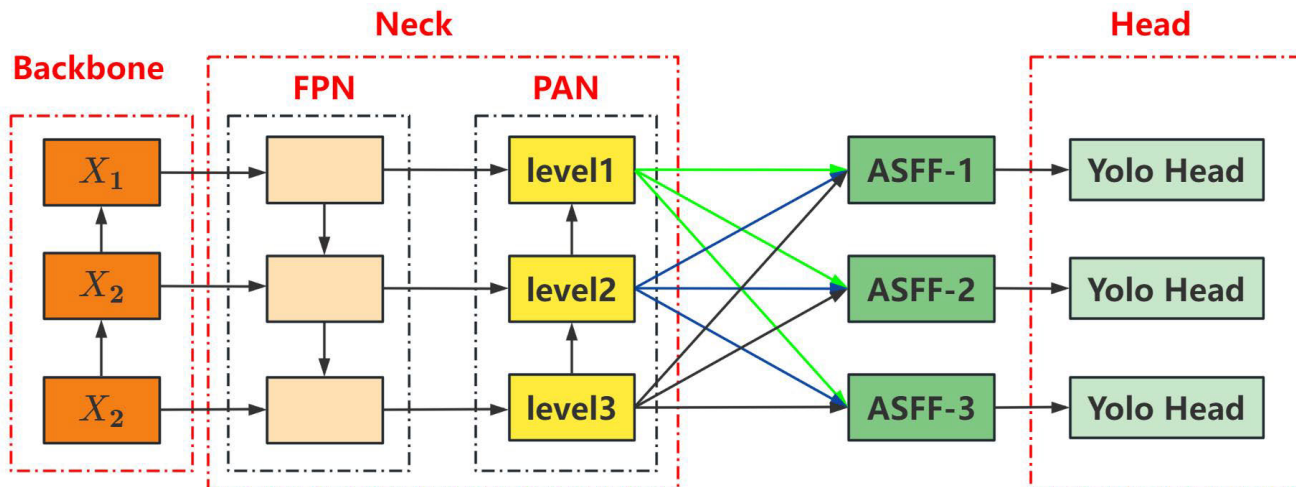 Neck
Head
Backbone
FPN
PAN
X₁
level1
ASFF-1
Yolo Head
X₂
level2
ASFF-2
Yolo Head
X₂
level3
ASFF-3
Yolo Head